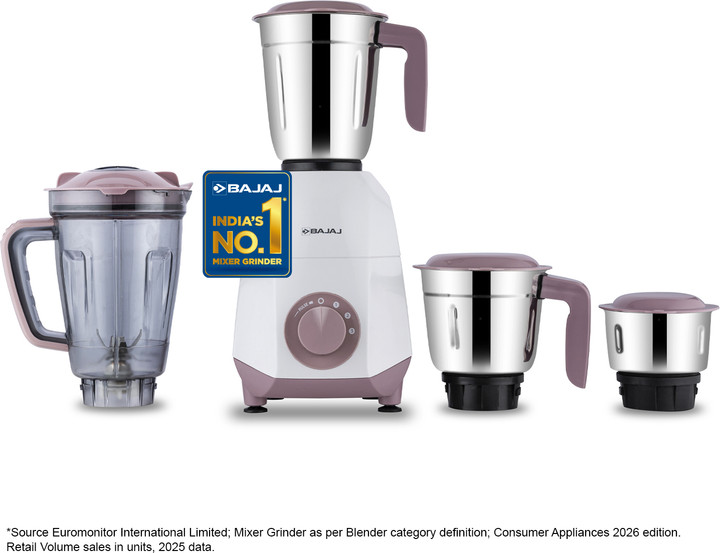 BAJAJ
INDIA'S
NO.1*
MIXER GRINDER
BAJAJ
*Source Euromonitor International Limited; Mixer Grinder as per Blender category definition; Consumer Appliances 2026 edition.
Retail Volume sales in units, 2025 data.